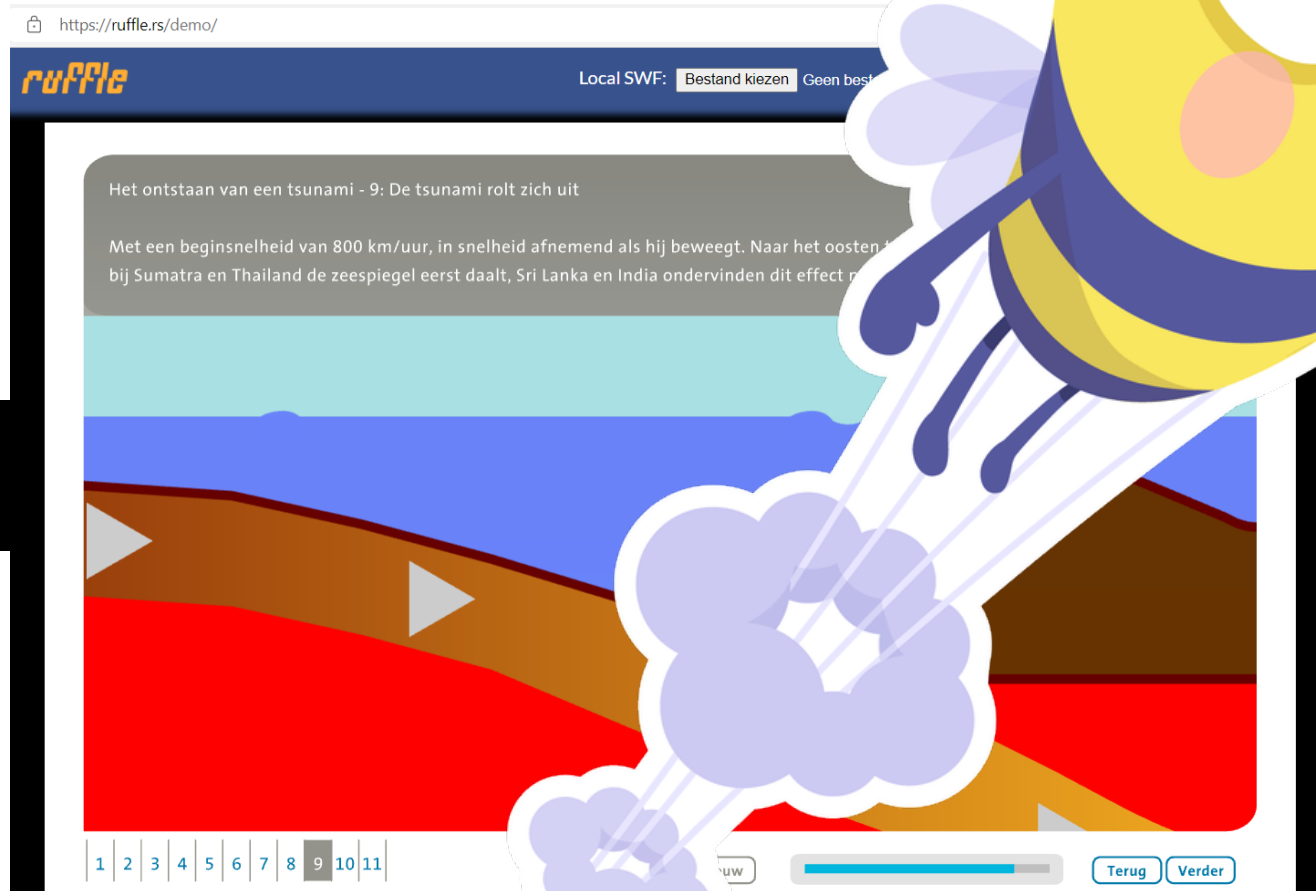 https://ruffle.rs/demo/
ruffle
Local SWF: Bestand kiezen Geen
Het ontstaan van een tsunami - 9: De tsunami rolt zich uit
Met een beginsnelheid van 800 km/uur, in snelheid afnemend als hij beweegt. Naar het oosten
bij Sumatra en Thailand de zeespiegel eerst daalt, Sri Lanka en India ondervinden dit effect
1 2 3 4 5 6 7 8 9 10 11
Terug Verder